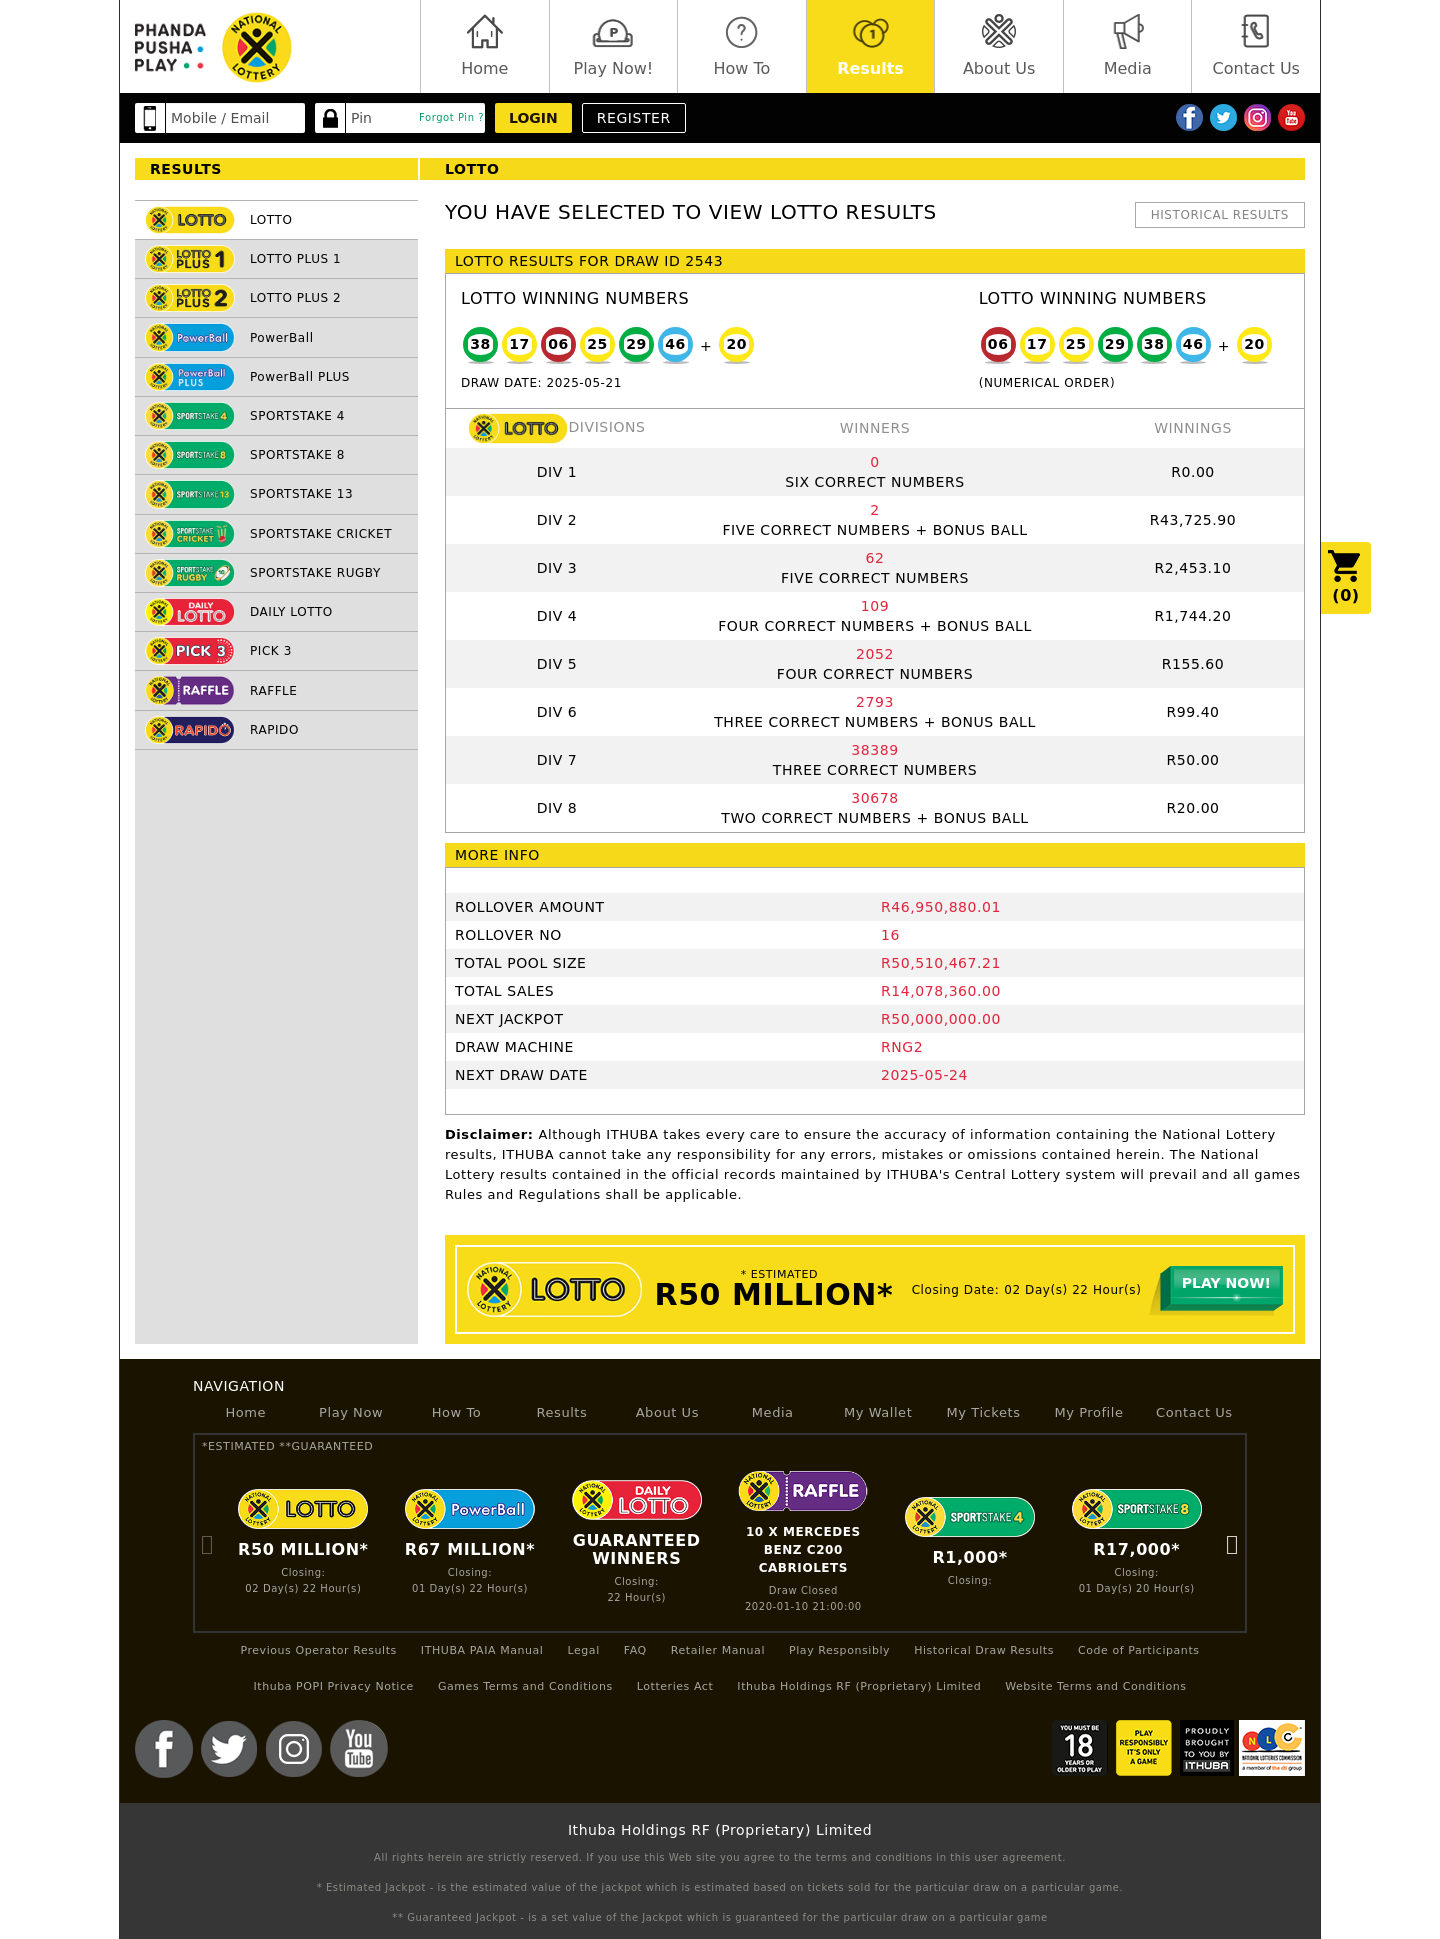 PHANDA
PUSHA
PLAY
NATIONAL
LOTTERY
Home
Play Now!
How To
Results
About Us
Media
Contact Us
Mobile / Email
Pin
Forgot Pin ?
LOGIN
REGISTER
RESULTS
LOTTO
LOTTO
LOTTO PLUS 1
LOTTO PLUS 1
LOTTO PLUS 2
LOTTO PLUS 2
PowerBall
PowerBall
PowerBall PLUS
PowerBall PLUS
SPORTSTAKE 4
SPORTSTAKE 4
SPORTSTAKE 8
SPORTSTAKE 8
SPORTSTAKE 13
SPORTSTAKE 13
SPORTSTAKE CRICKET
SPORTSTAKE CRICKET
SPORTSTAKE RUGBY
SPORTSTAKE RUGBY
DAILY LOTTO
DAILY LOTTO
PICK 3
PICK 3
RAFFLE
RAFFLE
RAPIDO
RAPIDO
LOTTO
YOU HAVE SELECTED TO VIEW LOTTO RESULTS
HISTORICAL RESULTS
LOTTO RESULTS FOR DRAW ID 2543
LOTTO WINNING NUMBERS
38 17 06 25 29 46 + 20
DRAW DATE: 2025-05-21
LOTTO WINNING NUMBERS
06 17 25 29 38 46 + 20
(NUMERICAL ORDER)
LOTTO DIVISIONS WINNERS WINNINGS
DIV 1 0 SIX CORRECT NUMBERS R0.00
DIV 2 2 FIVE CORRECT NUMBERS + BONUS BALL R43,725.90
DIV 3 62 FIVE CORRECT NUMBERS R2,453.10
DIV 4 109 FOUR CORRECT NUMBERS + BONUS BALL R1,744.20
DIV 5 2052 FOUR CORRECT NUMBERS R155.60
DIV 6 2793 THREE CORRECT NUMBERS + BONUS BALL R99.40
DIV 7 38389 THREE CORRECT NUMBERS R50.00
DIV 8 30678 TWO CORRECT NUMBERS + BONUS BALL R20.00
(0)
MORE INFO
ROLLOVER AMOUNT R46,950,880.01
ROLLOVER NO 16
TOTAL POOL SIZE R50,510,467.21
TOTAL SALES R14,078,360.00
NEXT JACKPOT R50,000,000.00
DRAW MACHINE RNG2
NEXT DRAW DATE 2025-05-24
Disclaimer: Although ITHUBA takes every care to ensure the accuracy of information containing the National Lottery
results, ITHUBA cannot take any responsibility for any errors, mistakes or omissions contained herein. The National
Lottery results contained in the official records maintained by ITHUBA's Central Lottery system will prevail and all games
Rules and Regulations shall be applicable.
NATIONAL LOTTERY
LOTTO
* ESTIMATED
R50 MILLION*
Closing Date: 02 Day(s) 22 Hour(s)
PLAY NOW!
NAVIGATION
Home Play Now How To Results About Us Media My Wallet My Tickets My Profile Contact Us
*ESTIMATED **GUARANTEED
LOTTO
R50 MILLION*
Closing:
02 Day(s) 22 Hour(s)
PowerBall
R67 MILLION*
Closing:
01 Day(s) 22 Hour(s)
DAILY LOTTO
GUARANTEED
WINNERS
Closing:
22 Hour(s)
RAFFLE
10 X MERCEDES
BENZ C200
CABRIOLETS
Draw Closed
2020-01-10 21:00:00
SPORTSTAKE 4
R1,000*
Closing:
SPORTSTAKE 8
R17,000*
Closing:
01 Day(s) 20 Hour(s)
Previous Operator Results ITHUBA PAIA Manual Legal FAQ Retailer Manual Play Responsibly Historical Draw Results Code of Participants
Ithuba POPI Privacy Notice Games Terms and Conditions Lotteries Act Ithuba Holdings RF (Proprietary) Limited Website Terms and Conditions
You Tube
YOU MUST BE
18
YEARS OR
OLDER TO PLAY
PLAY
RESPONSIBLY
IT'S ONLY
A GAME
PROUDLY
BROUGHT
TO YOU BY
ITHUBA
NLC
NATIONAL LOTTERIES COMMISSION
a member of the dti group
Ithuba Holdings RF (Proprietary) Limited
All rights herein are strictly reserved. If you use this Web site you agree to the terms and conditions in this user agreement.
* Estimated Jackpot - is the estimated value of the jackpot which is estimated based on tickets sold for the particular draw on a particular game.
** Guaranteed Jackpot - is a set value of the Jackpot which is guaranteed for the particular draw on a particular game